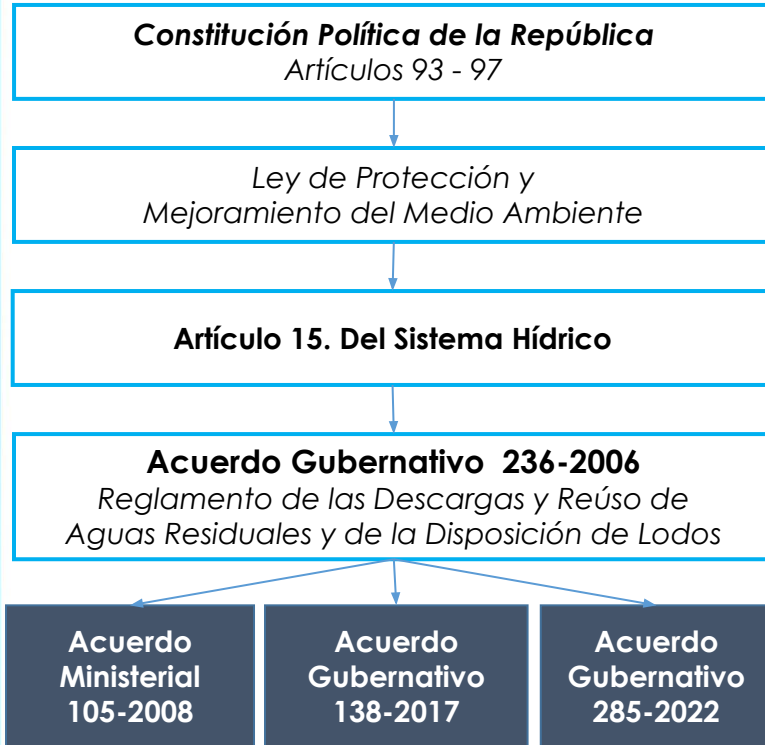 Constitución Política de la República
Artículos 93 - 97
Ley de Protección y
Mejoramiento del Medio Ambiente
Artículo 15. Del Sistema Hídrico
Acuerdo Gubernativo 236-2006
Reglamento de las Descargas y Reúso de
Aguas Residuales y de la Disposición de Lodos
Acuerdo
Ministerial
105-2008
Acuerdo
Gubernativo
138-2017
Acuerdo
Gubernativo
285-2022